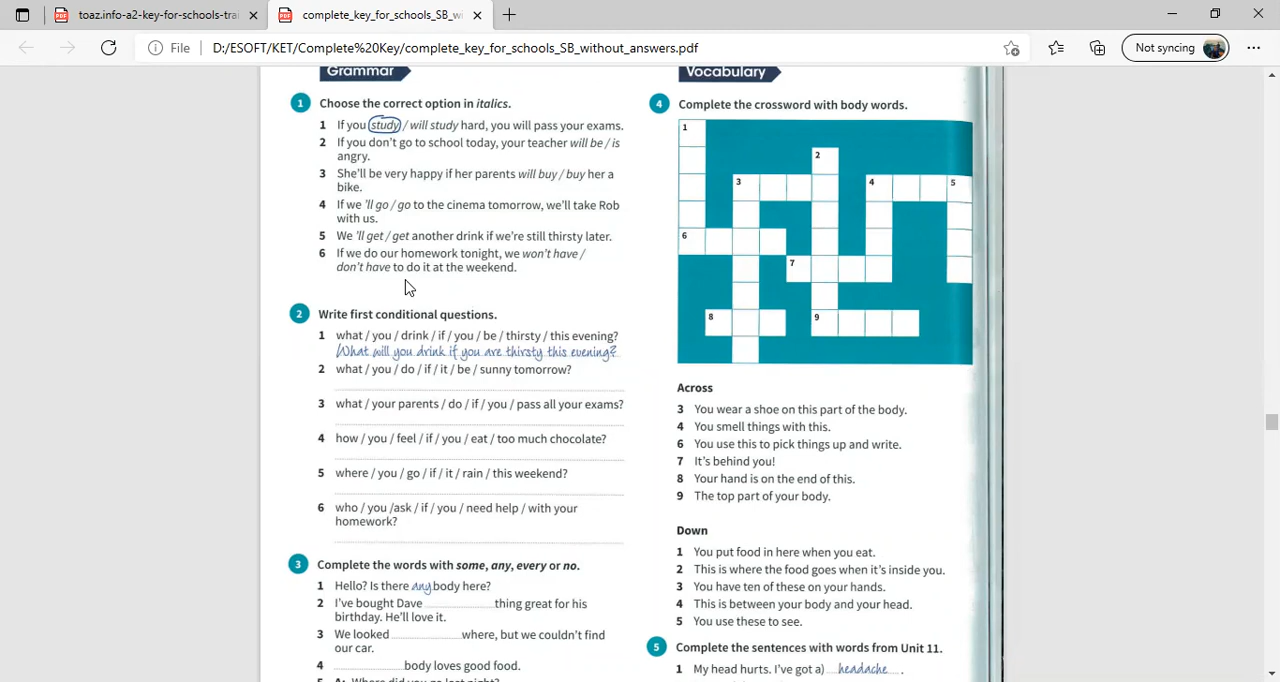 toaz.info-a2-key-for-schools-trai
complete_key_for_schools_SB_wi
File D:/ESOFT/KET/Complete%20Key/complete_key_for_schools_SB_without_answers.pdf
Not syncing
Grammar
1 Choose the correct option in italics.
1 If you study / will study hard, you will pass your exams.
2 If you don't go to school today, your teacher will be / is
angry.
3 She'll be very happy if her parents will buy / buy her a
bike.
4 If we 'll go / go to the cinema tomorrow, we'll take Rob
with us.
5 We 'll get / get another drink if we're still thirsty later.
6 If we do our homework tonight, we won't have /
don't have to do it at the weekend.
2 Write first conditional questions.
1 what / you / drink / if / you / be / thirsty / this evening?
What will you drink if you are thirsty this evening?
2 what / you / do / if / it / be / sunny tomorrow?
3 what / your parents / do / if / you / pass all your exams?
4 how / you / feel / if / you / eat / too much chocolate?
5 where / you / go / if / it / rain / this weekend?
6 who / you /ask / if / you / need help / with your
homework?
3 Complete the words with some, any, every or no.
1 Hello? Is there anybody here?
2 I've bought Dave ............ thing great for his
birthday. He'll love it.
3 We looked ............ where, but we couldn't find
our car.
4 ............ body loves good food.
5 A: Where did you go last night?
Vocabulary
4 Complete the crossword with body words.
1
2
3 4 5
6
7
8 9
Across
3 You wear a shoe on this part of the body.
4 You smell things with this.
6 You use this to pick things up and write.
7 It's behind you!
8 Your hand is on the end of this.
9 The top part of your body.
Down
1 You put food in here when you eat.
2 This is where the food goes when it's inside you.
3 You have ten of these on your hands.
4 This is between your body and your head.
5 You use these to see.
5 Complete the sentences with words from Unit 11.
1 My head hurts. I've got a) headache .